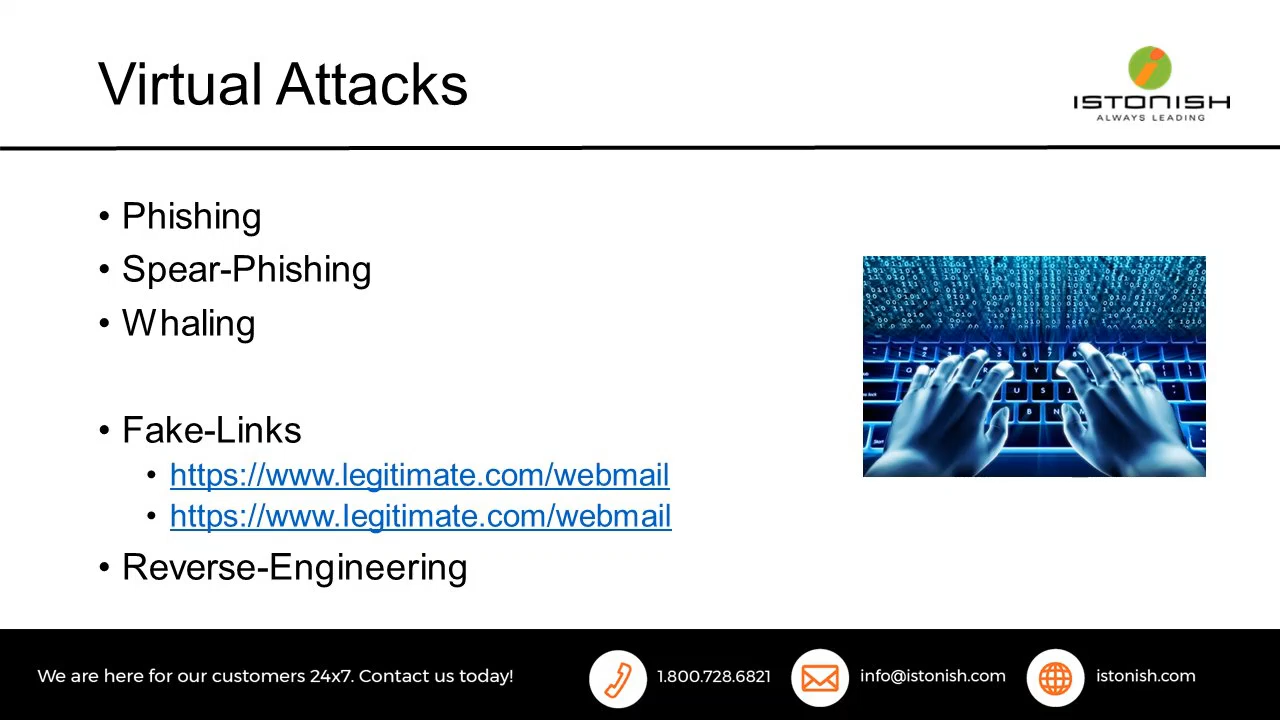 Virtual Attacks
ISTONISH
ALWAYS LEADING
• Phishing
• Spear-Phishing
• Whaling
• Fake-Links
• https://www.legitimate.com/webmail
• https://www.legitimate.com/webmail
• Reverse-Engineering
We are here for our customers 24x7. Contact us today!
1.800.728.6821
info@istonish.com
istonish.com